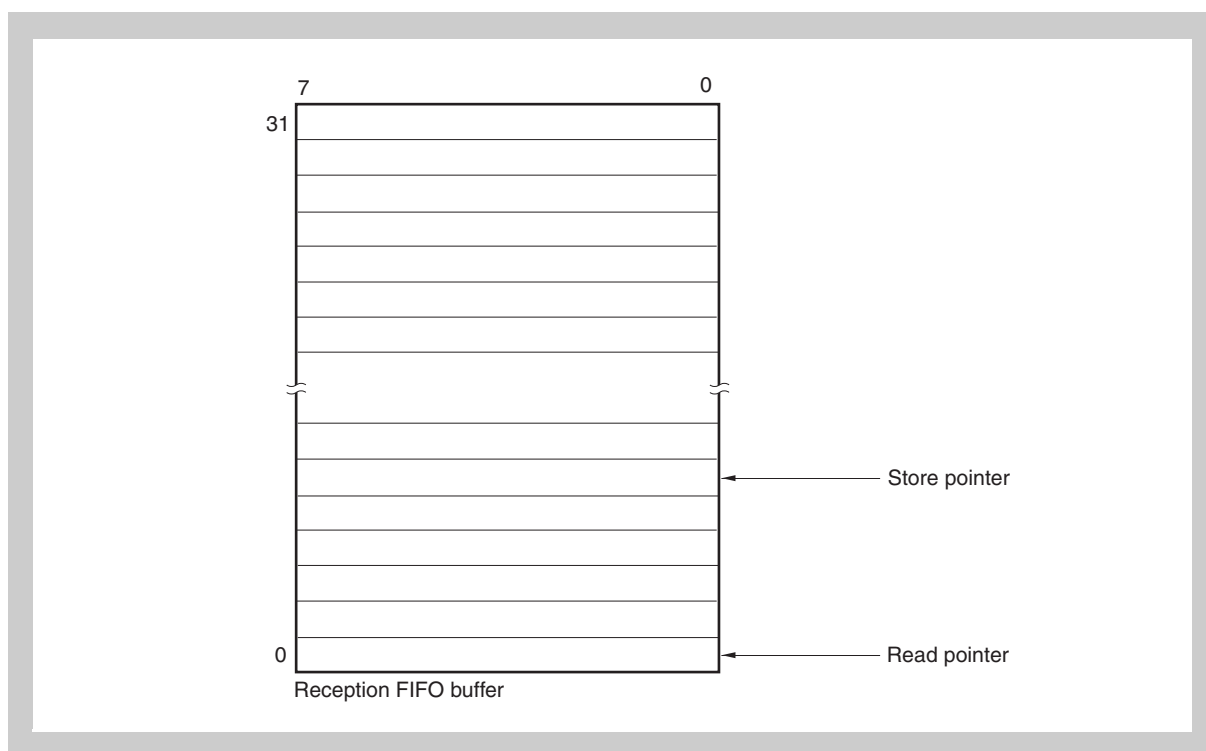 7 0
31
Store pointer
0 Read pointer
Reception FIFO buffer